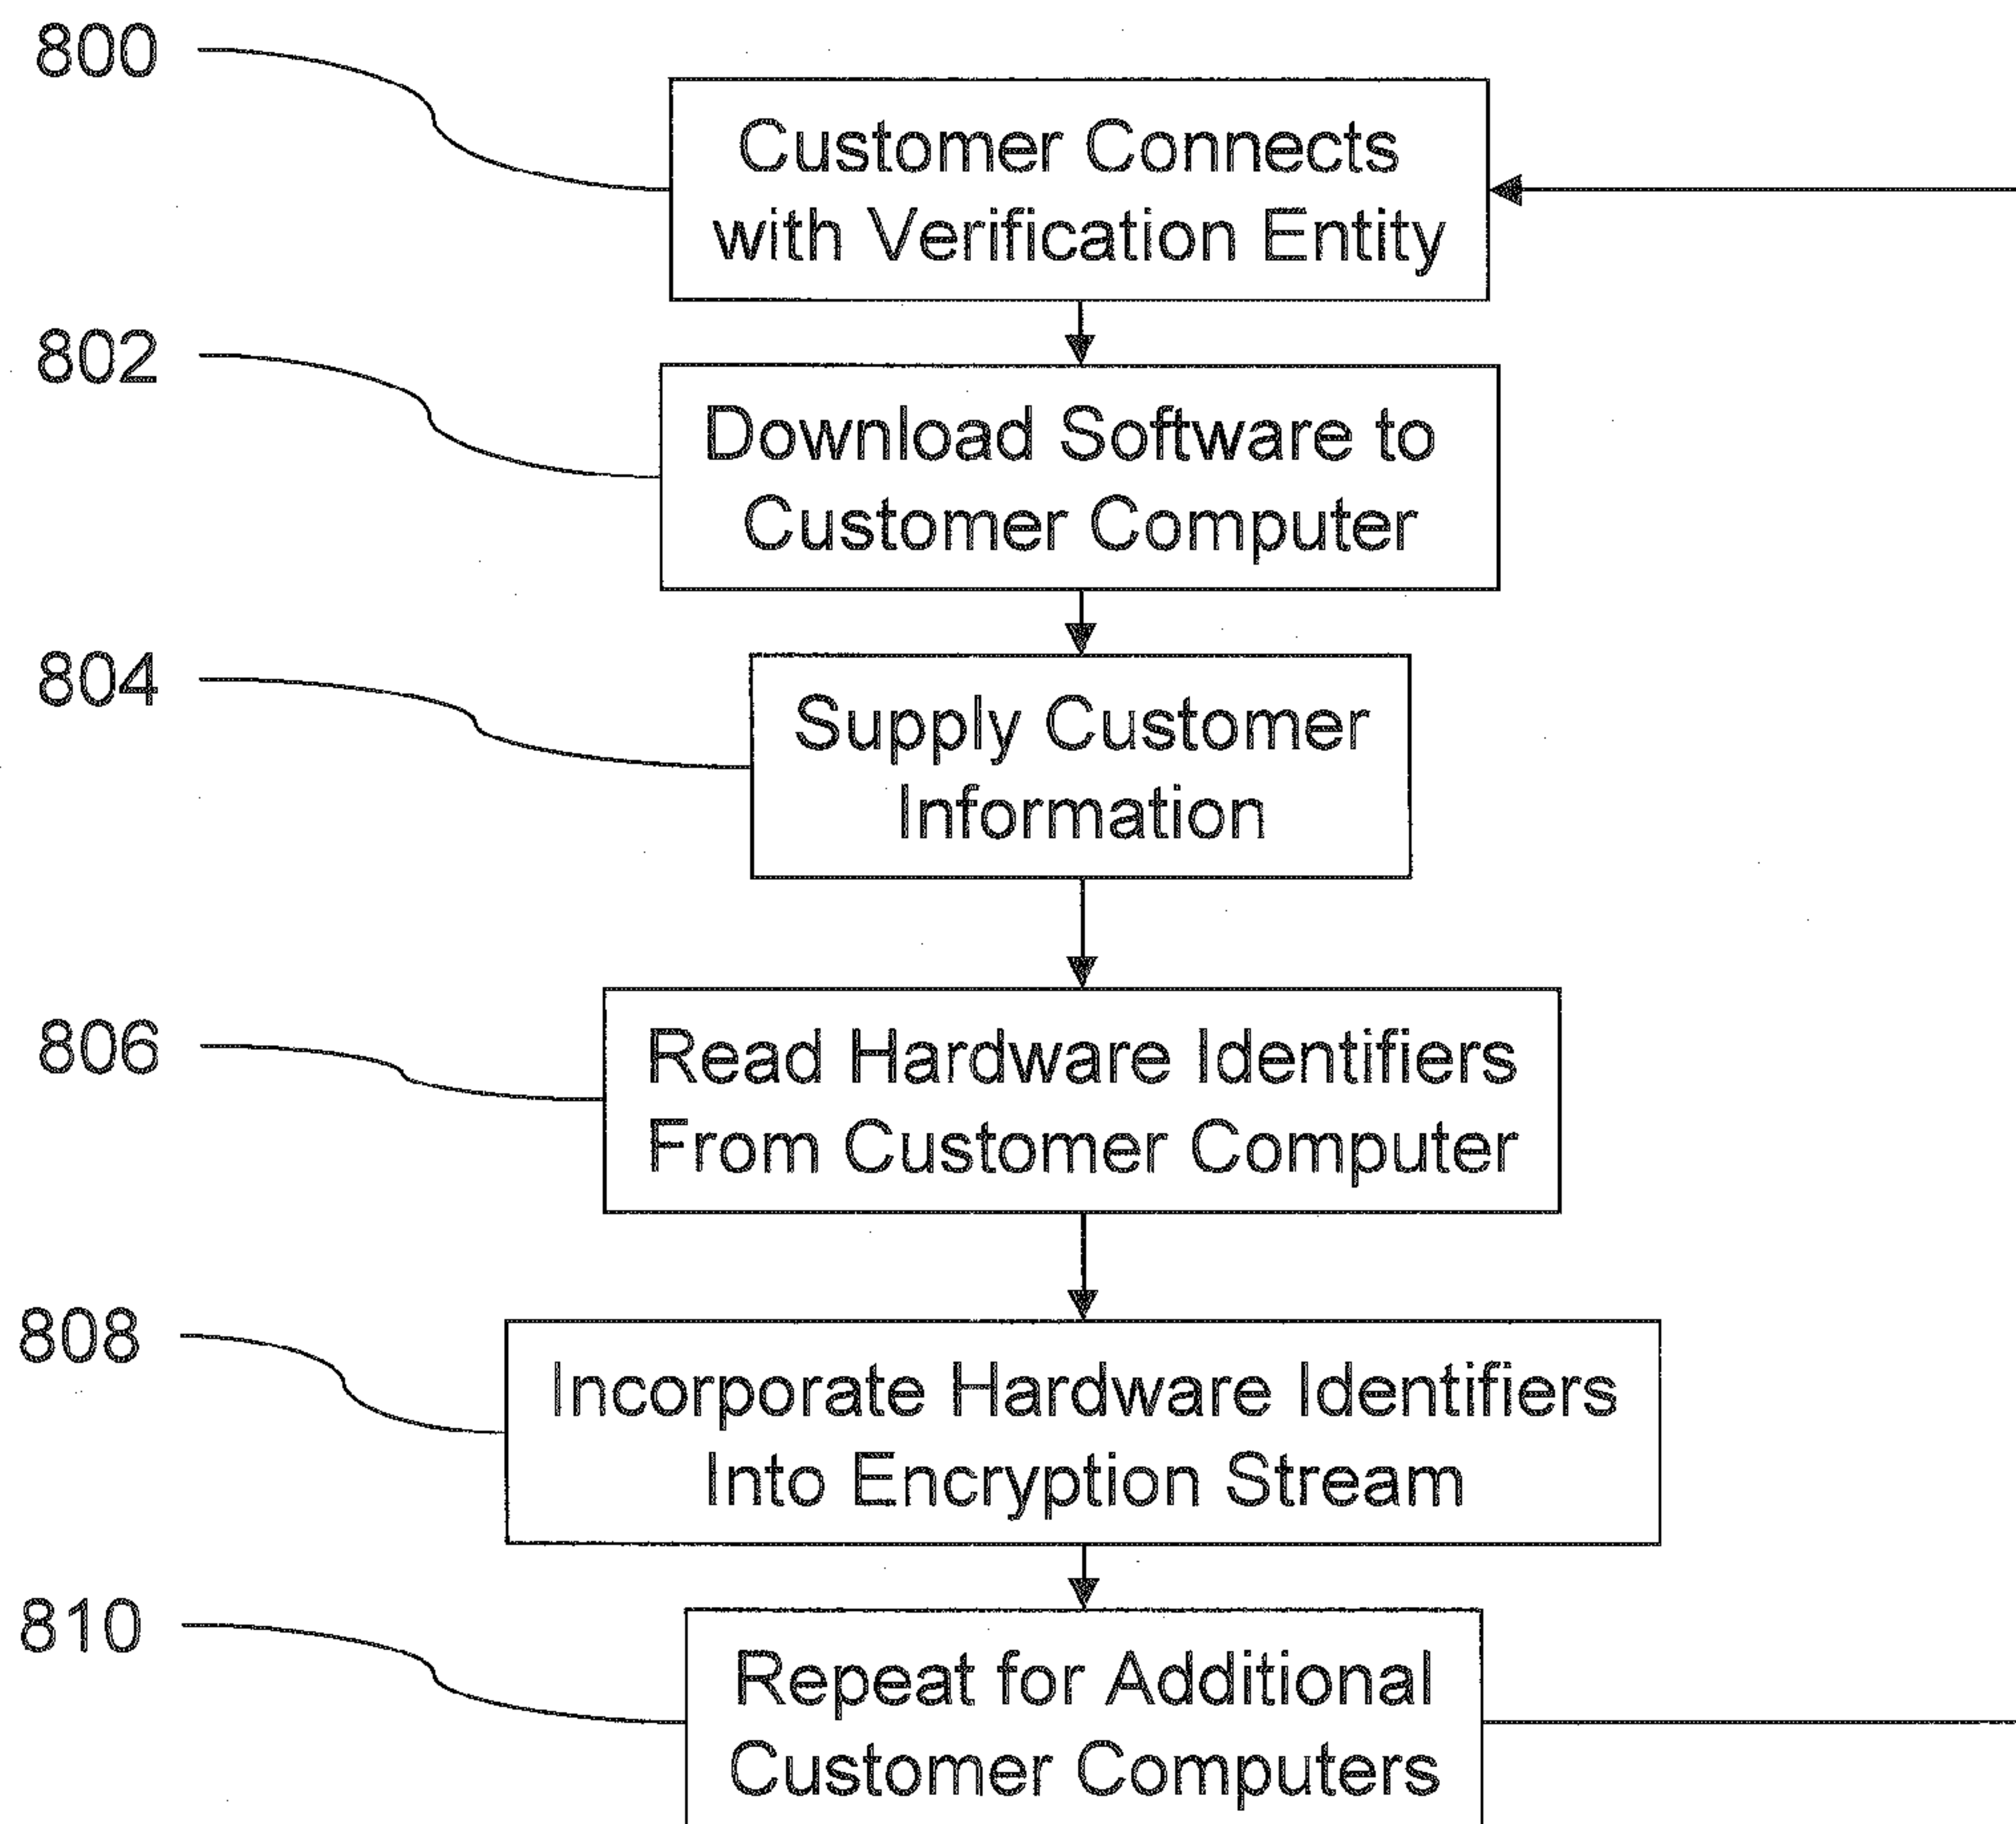 800
Customer Connects
with Verification Entity
802
Download Software to
Customer Computer
804
Supply Customer
Information
806
Read Hardware Identifiers
From Customer Computer
808
Incorporate Hardware Identifiers
Into Encryption Stream
810
Repeat for Additional
Customer Computers